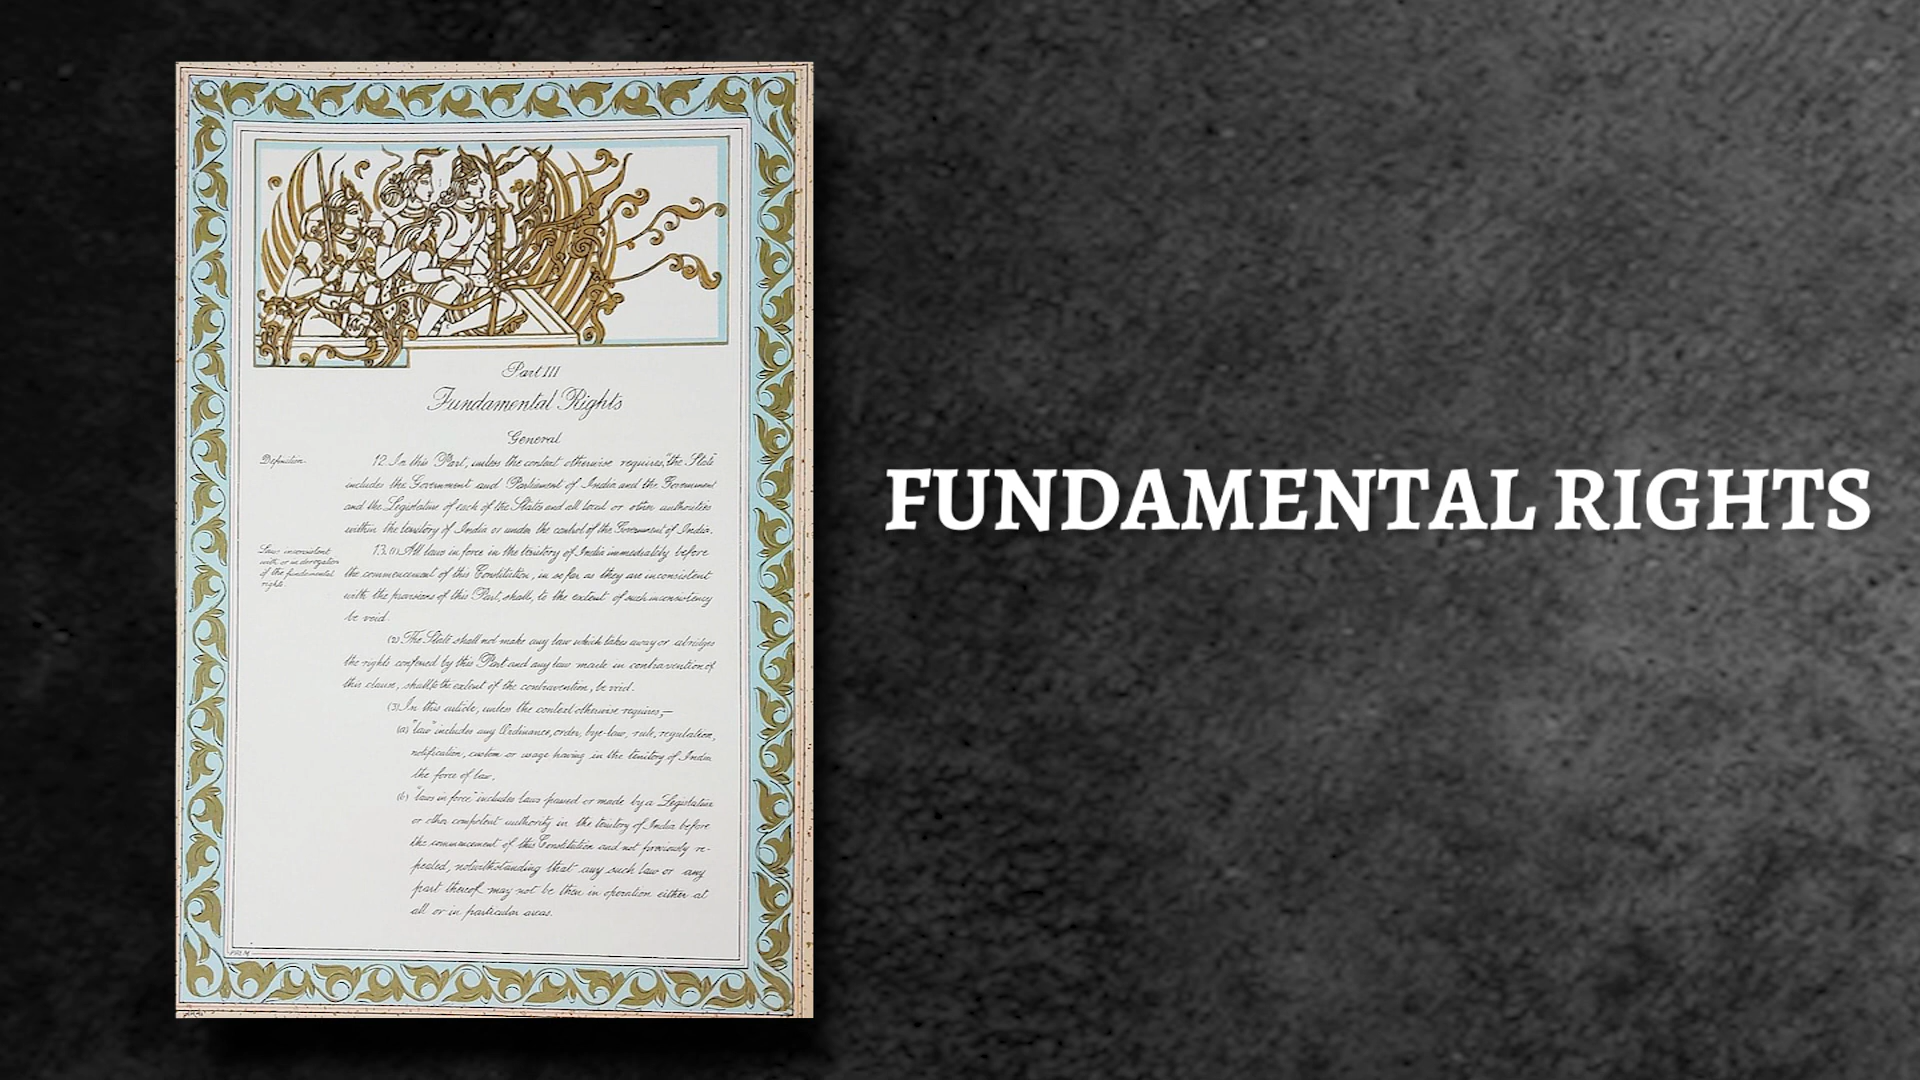 Part III
Fundamental Rights
General
Definition.
12. In this Part, unless the context otherwise requires, "the State"
includes the Government and Parliament of India and the Government
and the Legislature of each of the States and all local or other authorities
within the territory of India or under the control of the Government of India.
Laws inconsistent
with or in derogation
of the fundamental
rights.
13. (1) All laws in force in the territory of India immediately before
the commencement of this Constitution, in so far as they are inconsistent
with the provisions of this Part, shall, to the extent of such inconsistency
be void.
(2) The State shall not make any law which takes away or abridges
the rights conferred by this Part and any law made in contravention of
this clause, shall, to the extent of the contravention, be void.
(3) In this article, unless the context otherwise requires,—
(a) "law" includes any Ordinance, order, bye-law, rule, regulation,
notification, custom or usage having in the territory of India
the force of law,
(b) "laws in force" includes laws passed or made by a Legislature
or other competent authority in the territory of India before
the commencement of this Constitution and not previously re-
pealed, notwithstanding that any such law or any
part thereof may not be then in operation either at
all or in particular areas.
FUNDAMENTAL RIGHTS